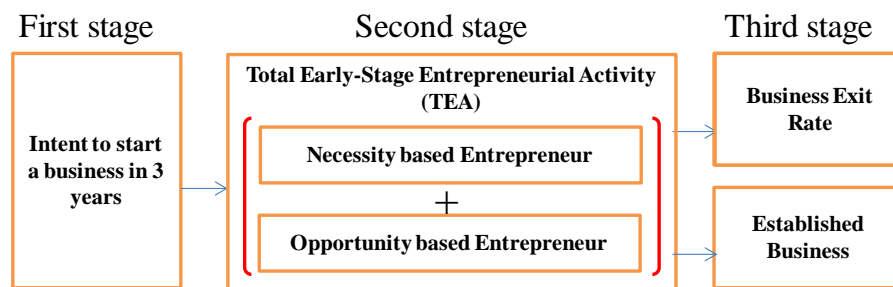 First stage
Second stage
Third stage
Intent to start
a business in 3
years
Total Early-Stage Entrepreneurial Activity
(TEA)
Necessity based Entrepreneur
+
Opportunity based Entrepreneur
Business Exit
Rate
Established
Business